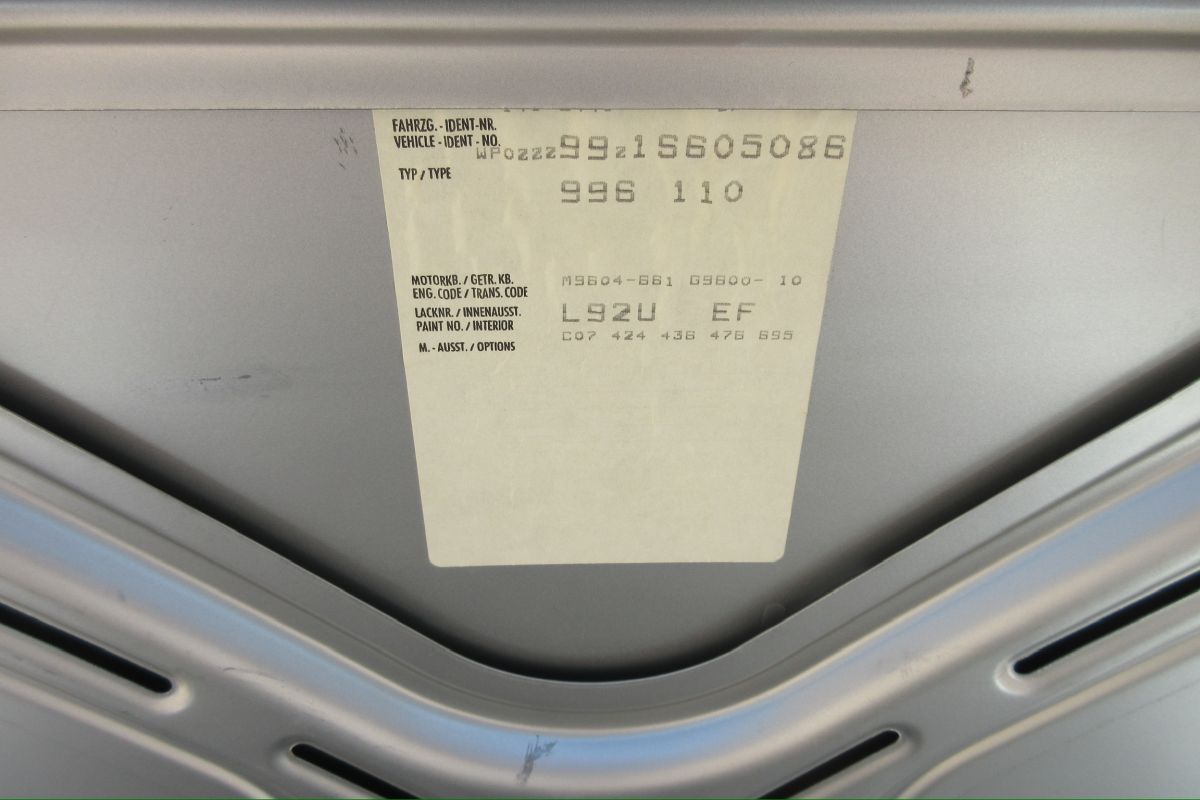 FAHRZG. - IDENT-NR.
VEHICLE - IDENT - NO. WP0ZZZ99Z1S605086
TYP / TYPE 996 110
MOTORKB. / GETR. KB. M9604-661 G9600- 10
ENG. CODE / TRANS. CODE
LACKNR. / INNENAUSST. L92U EF
PAINT NO. / INTERIOR
C07 424 436 476 695
M. - AUSST. / OPTIONS